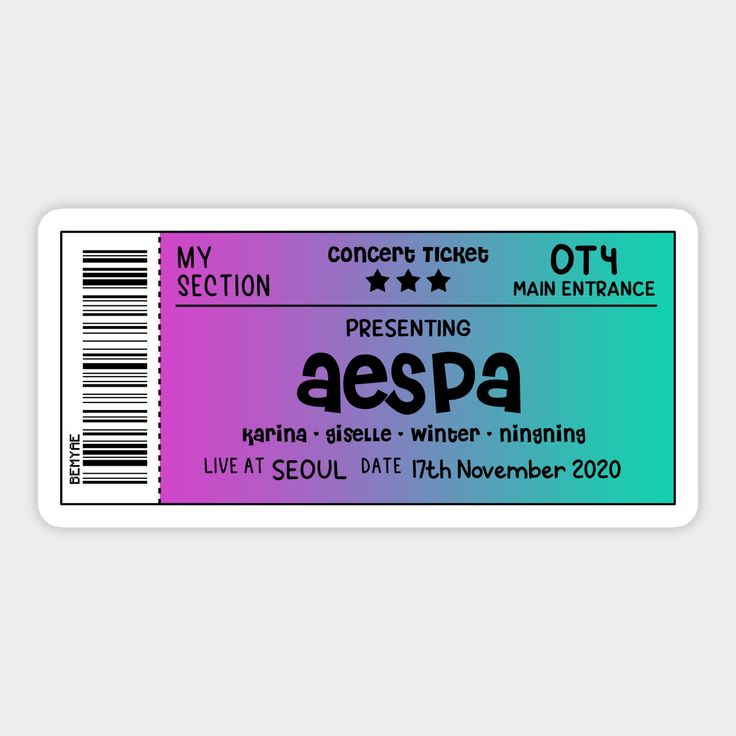 BEMYAE
MY
SECTION
concert Ticket
OT4
MAIN ENTRANCE
PRESENTING
aespa
karina · giselle · winter · ningning
LIVE AT SEOUL DATE 17th November 2020